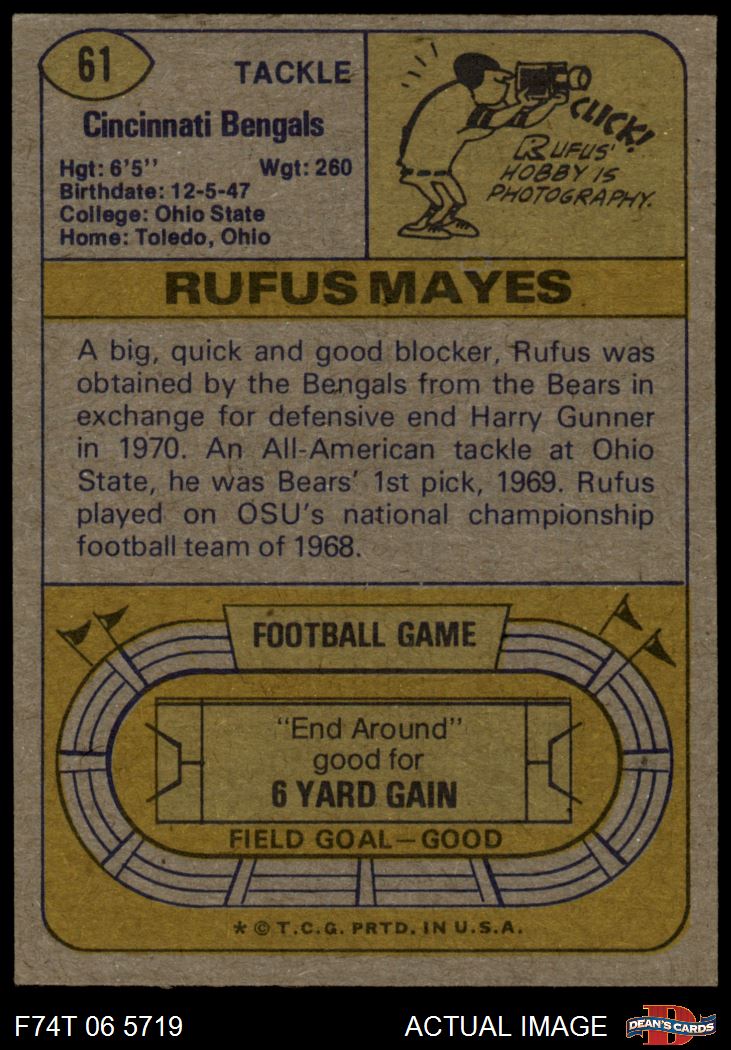 61
TACKLE
Cincinnati Bengals
Hgt: 6'5"   Wgt: 260
Birthdate: 12-5-47
College: Ohio State
Home: Toledo, Ohio
CLICK!
RUFUS'
HOBBY IS
PHOTOGRAPHY.
RUFUS MAYES
A big, quick and good blocker, Rufus was
obtained by the Bengals from the Bears in
exchange for defensive end Harry Gunner
in 1970. An All-American tackle at Ohio
State, he was Bears' 1st pick, 1969. Rufus
played on OSU's national championship
football team of 1968.
FOOTBALL GAME
"End Around"
good for
6 YARD GAIN
FIELD GOAL—GOOD
* © T.C.G. PRTD. IN U.S.A.
F74T 06 5719
ACTUAL IMAGE
D
DEAN'S CARDS